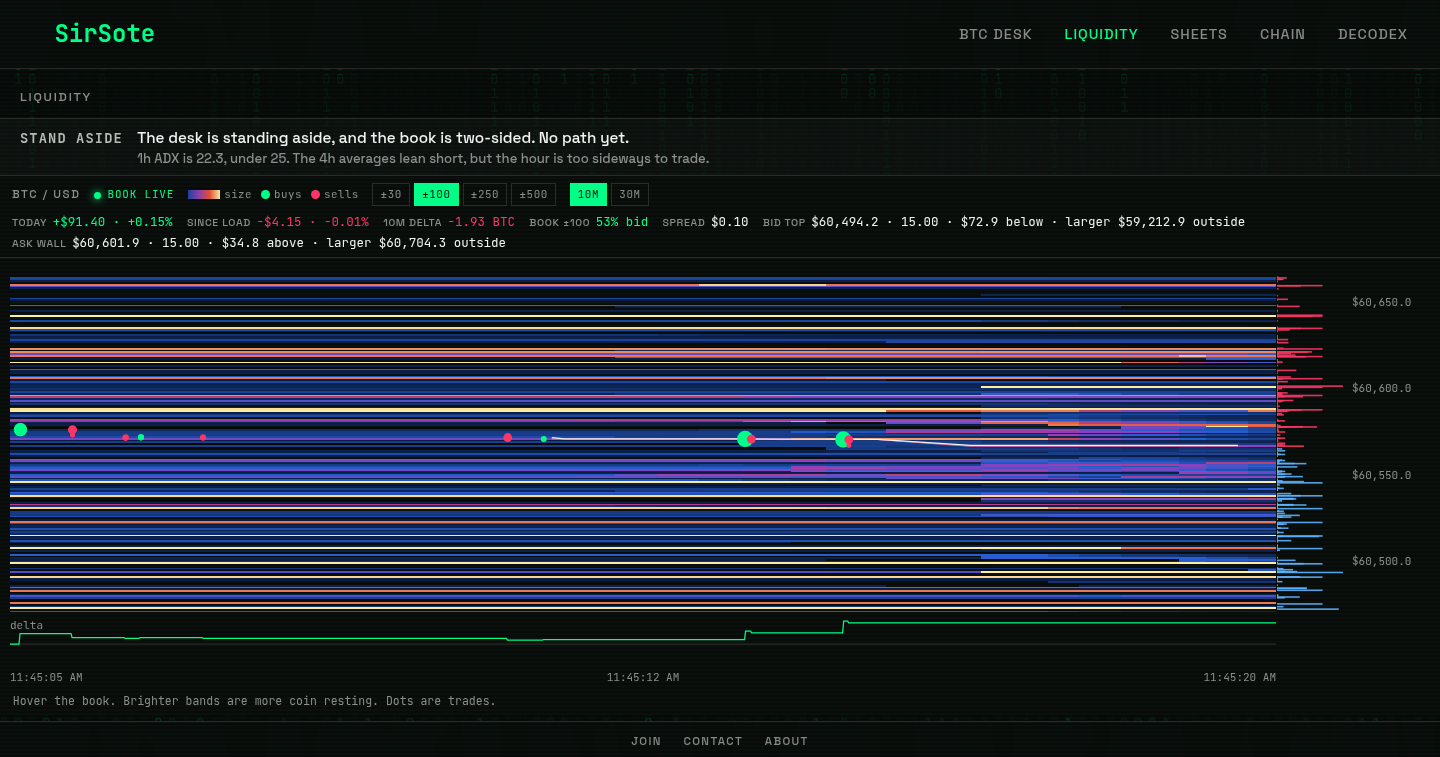 SirSote
BTC DESK LIQUIDITY SHEETS CHAIN DECODEX
LIQUIDITY
STAND ASIDE The desk is standing aside, and the book is two-sided. No path yet.
1h ADX is 22.3, under 25. The 4h averages lean short, but the hour is too sideways to trade.
BTC / USD BOOK LIVE size buys sells ±30 ±100 ±250 ±500 10M 30M
TODAY +$91.40 · +0.15% SINCE LOAD -$4.15 · -0.01% 10M DELTA -1.93 BTC BOOK ±100 53% bid SPREAD $0.10 BID TOP $60,494.2 · 15.00 · $72.9 below · larger $59,212.9 outside
ASK WALL $60,601.9 · 15.00 · $34.8 above · larger $60,704.3 outside
$60,650.0
$60,600.0
$60,550.0
$60,500.0
delta
11:45:05 AM 11:45:12 AM 11:45:20 AM
Hover the book. Brighter bands are more coin resting. Dots are trades.
JOIN CONTACT ABOUT